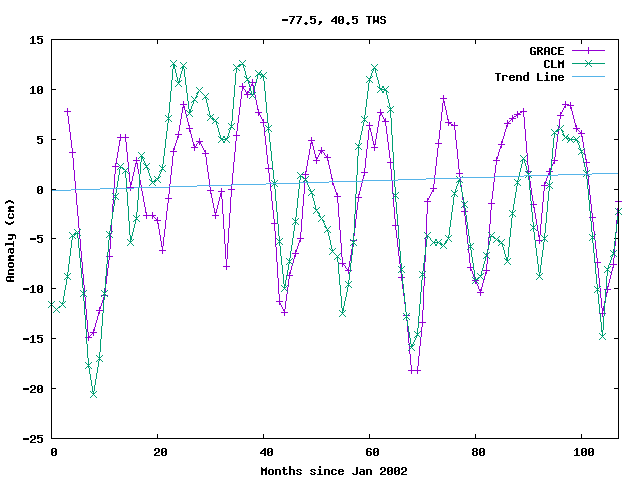 -77.5, 40.5 TWS
GRACE
CLM
Trend Line
15
10
5
0
-5
-10
-15
-20
-25
Anomaly (cm)
0 20 40 60 80 100
Months since Jan 2002